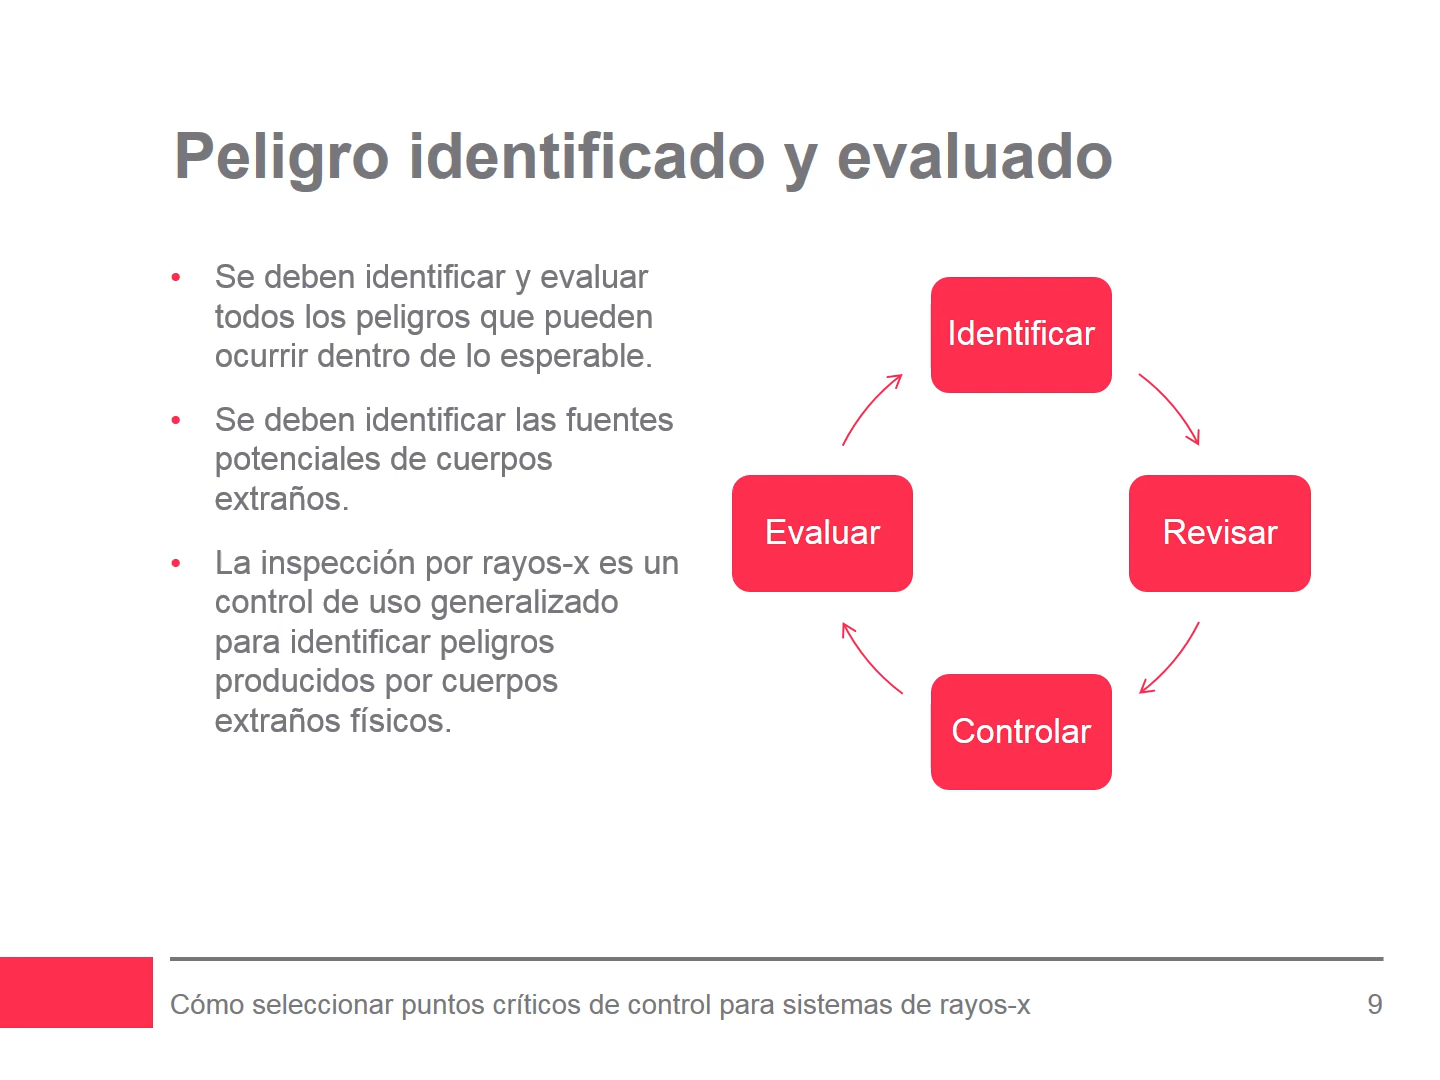 Peligro identificado y evaluado
• Se deben identificar y evaluar
todos los peligros que pueden
ocurrir dentro de lo esperable.
• Se deben identificar las fuentes
potenciales de cuerpos
extraños.
• La inspección por rayos-x es un
control de uso generalizado
para identificar peligros
producidos por cuerpos
extraños físicos.
Identificar
Revisar
Controlar
Evaluar
Cómo seleccionar puntos críticos de control para sistemas de rayos-x
9